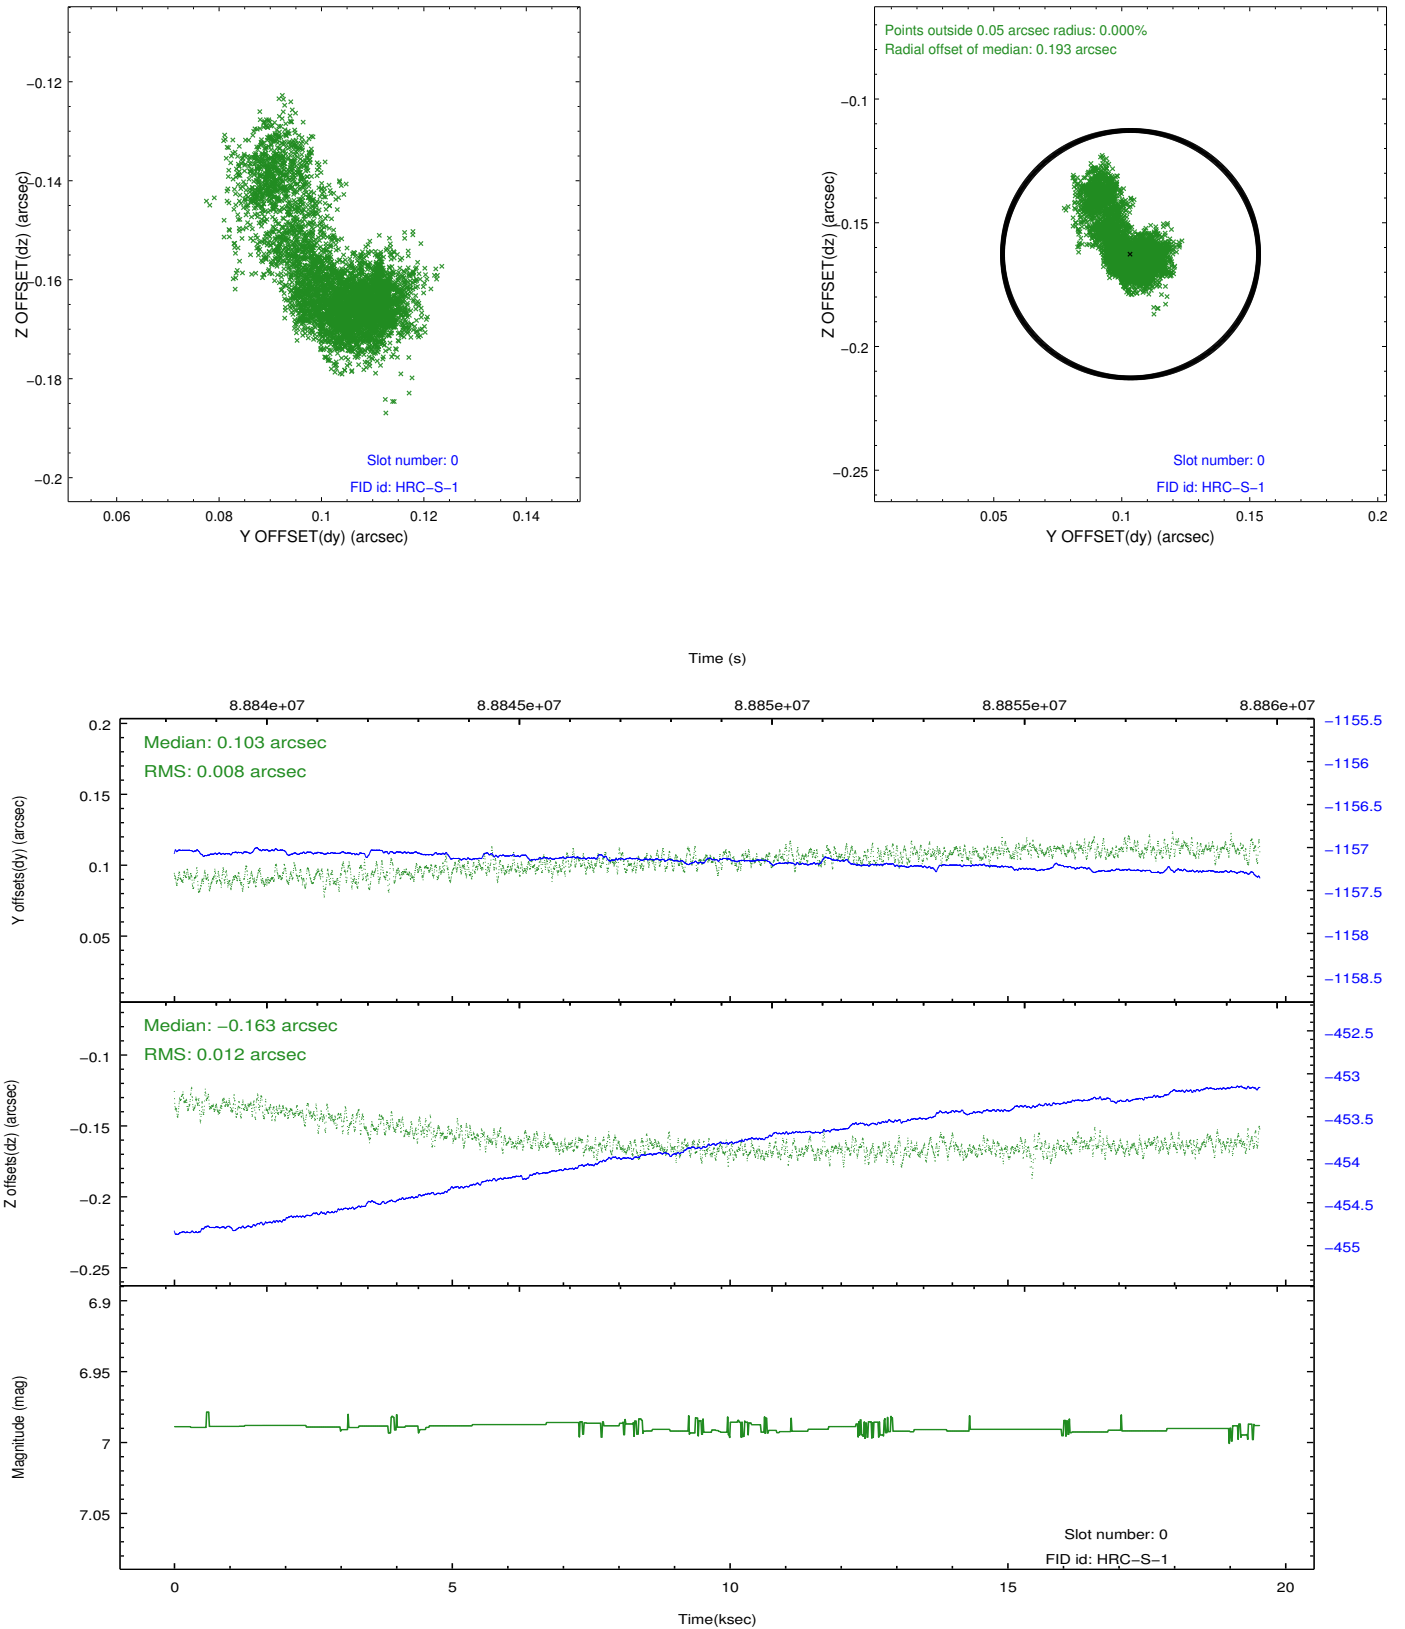 −0.12
−0.14
−0.16
−0.18
−0.2
Z OFFSET(dz) (arcsec)
Slot number: 0
FID id: HRC−S−1
0.06 0.08 0.1 0.12 0.14
Y OFFSET(dy) (arcsec)
Points outside 0.05 arcsec radius: 0.000%
Radial offset of median: 0.193 arcsec
−0.1
−0.15
−0.2
−0.25
Z OFFSET(dz) (arcsec)
Slot number: 0
FID id: HRC−S−1
0.05 0.1 0.15 0.2
Y OFFSET(dy) (arcsec)
Time (s)
8.884e+07 8.8845e+07 8.885e+07 8.8855e+07 8.886e+07
Median: 0.103 arcsec
RMS: 0.008 arcsec
0.2
0.15
0.1
0.05
Y offsets(dy) (arcsec)
−1155.5
−1156
−1156.5
−1157
−1157.5
−1158
−1158.5
Median: −0.163 arcsec
RMS: 0.012 arcsec
−0.1
−0.15
−0.2
−0.25
Z offsets(dz) (arcsec)
−452.5
−453
−453.5
−454
−454.5
−455
6.9
6.95
7
7.05
Magnitude (mag)
Slot number: 0
FID id: HRC−S−1
0 5 10 15 20
Time(ksec)